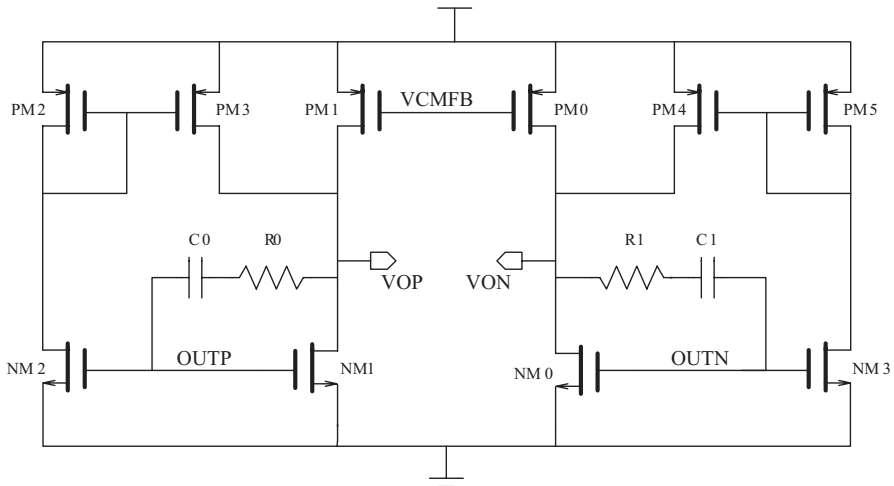 PM2
PM3
PM1
VCMFB
PM0
PM4
PM5
C0
R0
R1
C1
VOP
VON
NM2
OUTP
NM1
NM0
OUTN
NM3